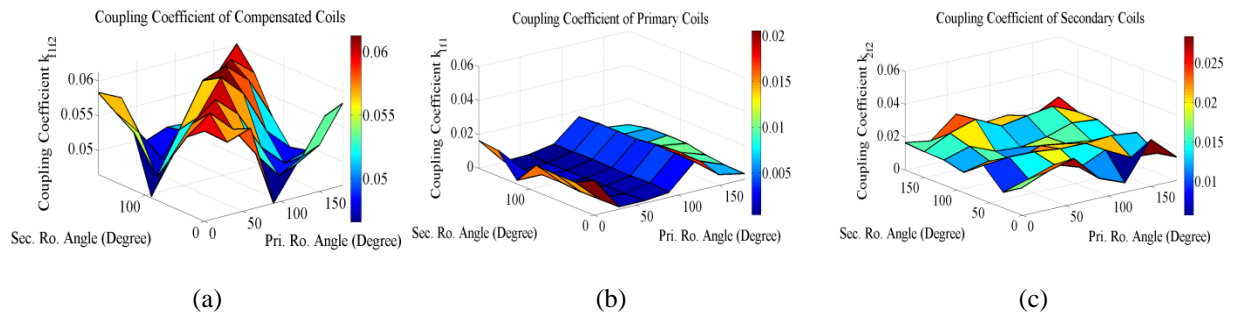 Coupling Coefficient of Compensated Coils
Coupling Coefficient k_f1f2
0.06
0.055
0.05
100
0
0
50
100
150
Sec. Ro. Angle (Degree)
Pri. Ro. Angle (Degree)
0.06
0.055
0.05
(a)
Coupling Coefficient of Primary Coils
Coupling Coefficient k_1f1
0.06
0.04
0.02
0
100
0
0
50
100
150
Sec. Ro. Angle (Degree)
Pri. Ro. Angle (Degree)
0.02
0.015
0.01
0.005
(b)
Coupling Coefficient of Secondary Coils
Coupling Coefficient k_2f2
0.06
0.04
0.02
0
150
100
50
0
0
50
100
150
Sec. Ro. Angle (Degree)
Pri. Ro. Angle (Degree)
0.025
0.02
0.015
0.01
(c)